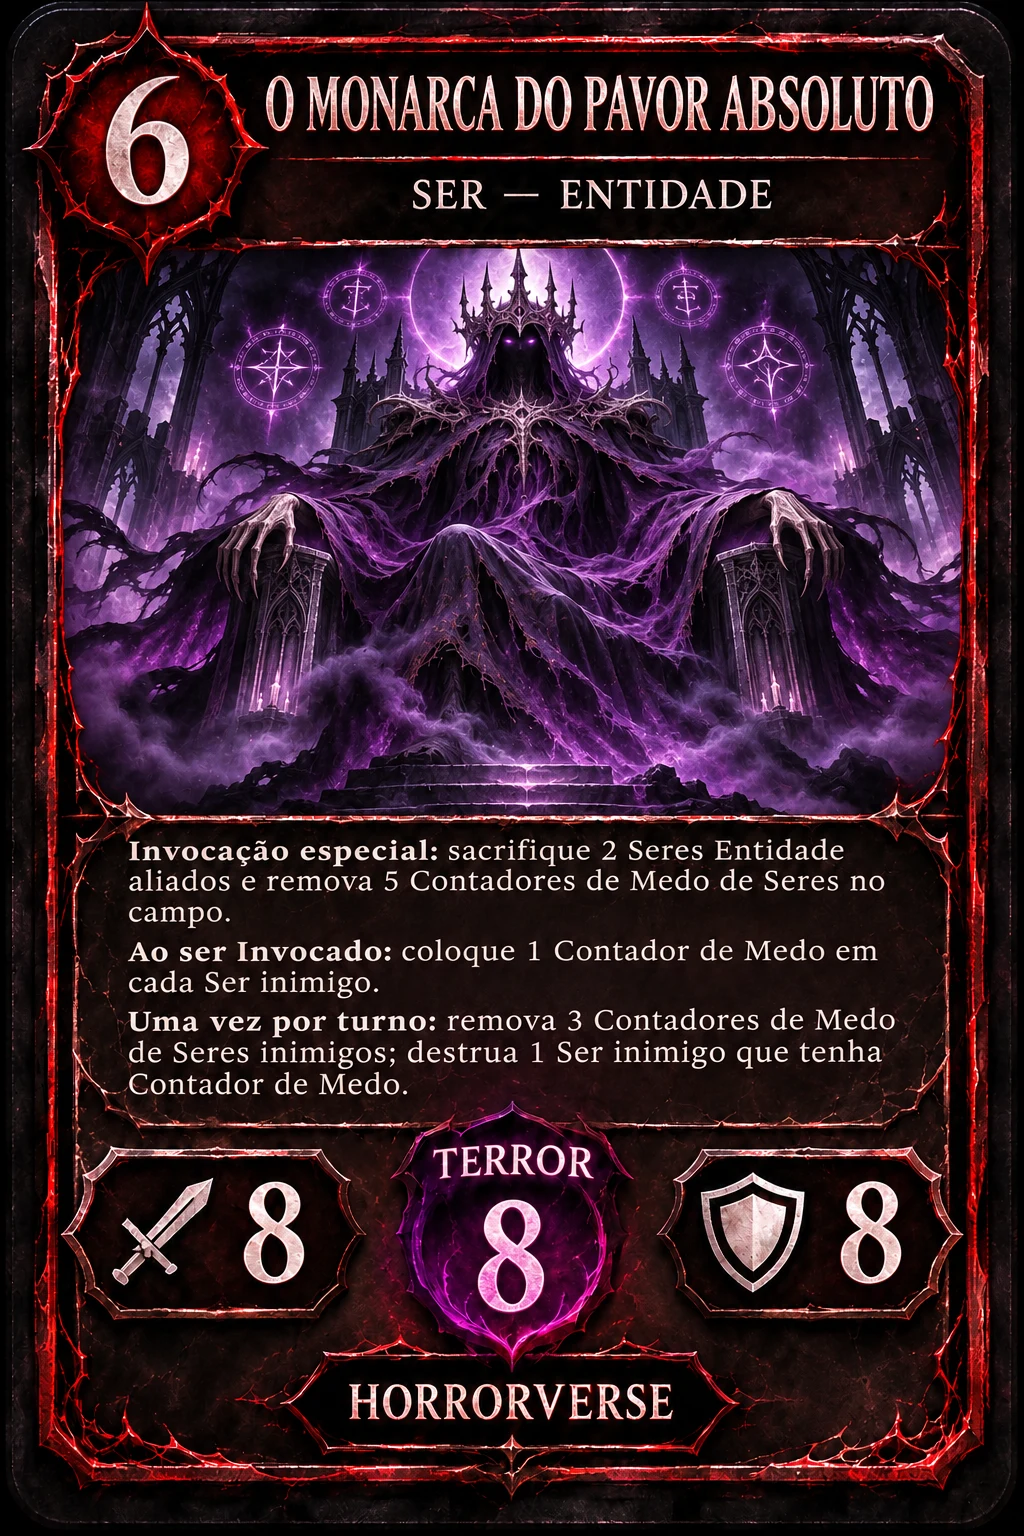 6
O MONARCA DO PAVOR ABSOLUTO
SER — ENTIDADE
Invocação especial: sacrifique 2 Seres Entidade
aliados e remova 5 Contadores de Medo de Seres no
campo.
Ao ser Invocado: coloque 1 Contador de Medo em
cada Ser inimigo.
Uma vez por turno: remova 3 Contadores de Medo
de Seres inimigos; destrua 1 Ser inimigo que tenha
Contador de Medo.
8
TERROR
8
8
HORRORVERSE